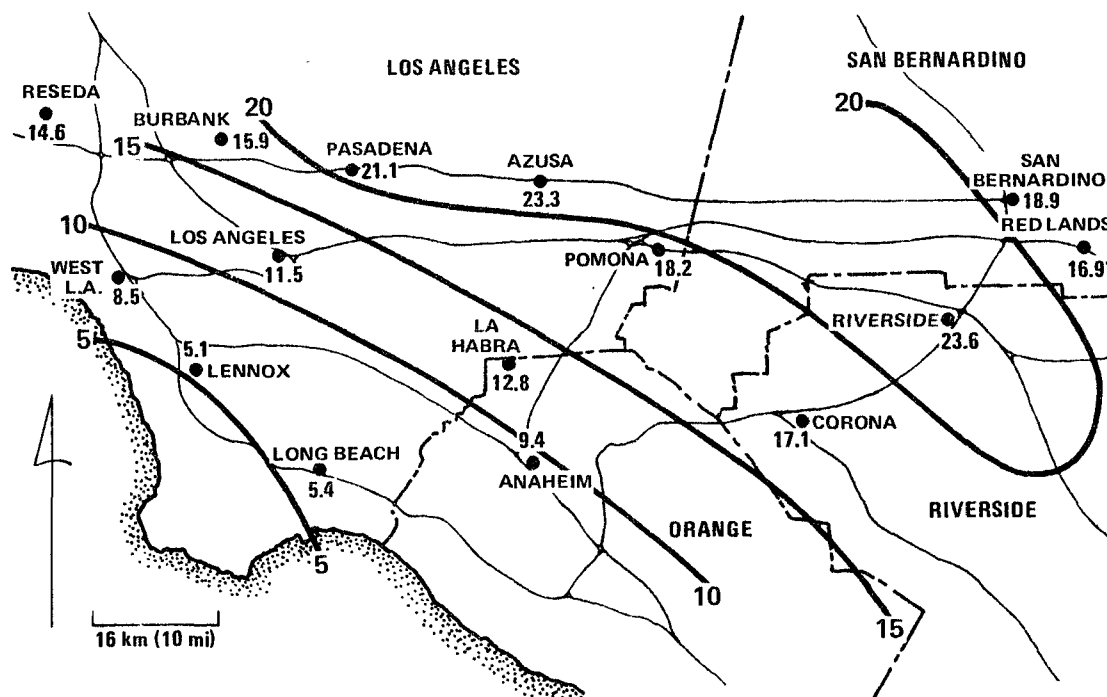 LOS ANGELES
SAN BERNARDINO
RESEDA
14.6
BURBANK
15.9
20
20
15
PASADENA
21.1
AZUSA
23.3
SAN
BERNARDINO
18.9
10
LOS ANGELES
11.5
POMONA
18.2
RED LANDS
16.9
WEST
L.A.
8.5
5
5.1
LENNOX
LA
HABRA
12.8
RIVERSIDE
23.6
9.4
ANAHEIM
CORONA
17.1
LONG BEACH
5.4
ORANGE
RIVERSIDE
5
10
15
16 km (10 mi)